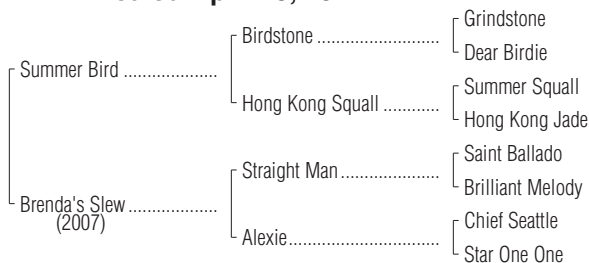 Grindstone
Birdstone ..........................
Dear Birdie
Summer Bird ....................
Summer Squall
Hong Kong Squall ............
Hong Kong Jade
Saint Ballado
Straight Man .....................
Brilliant Melody
Brenda's Slew ...................
(2007)
Chief Seattle
Alexie................................
Star One One